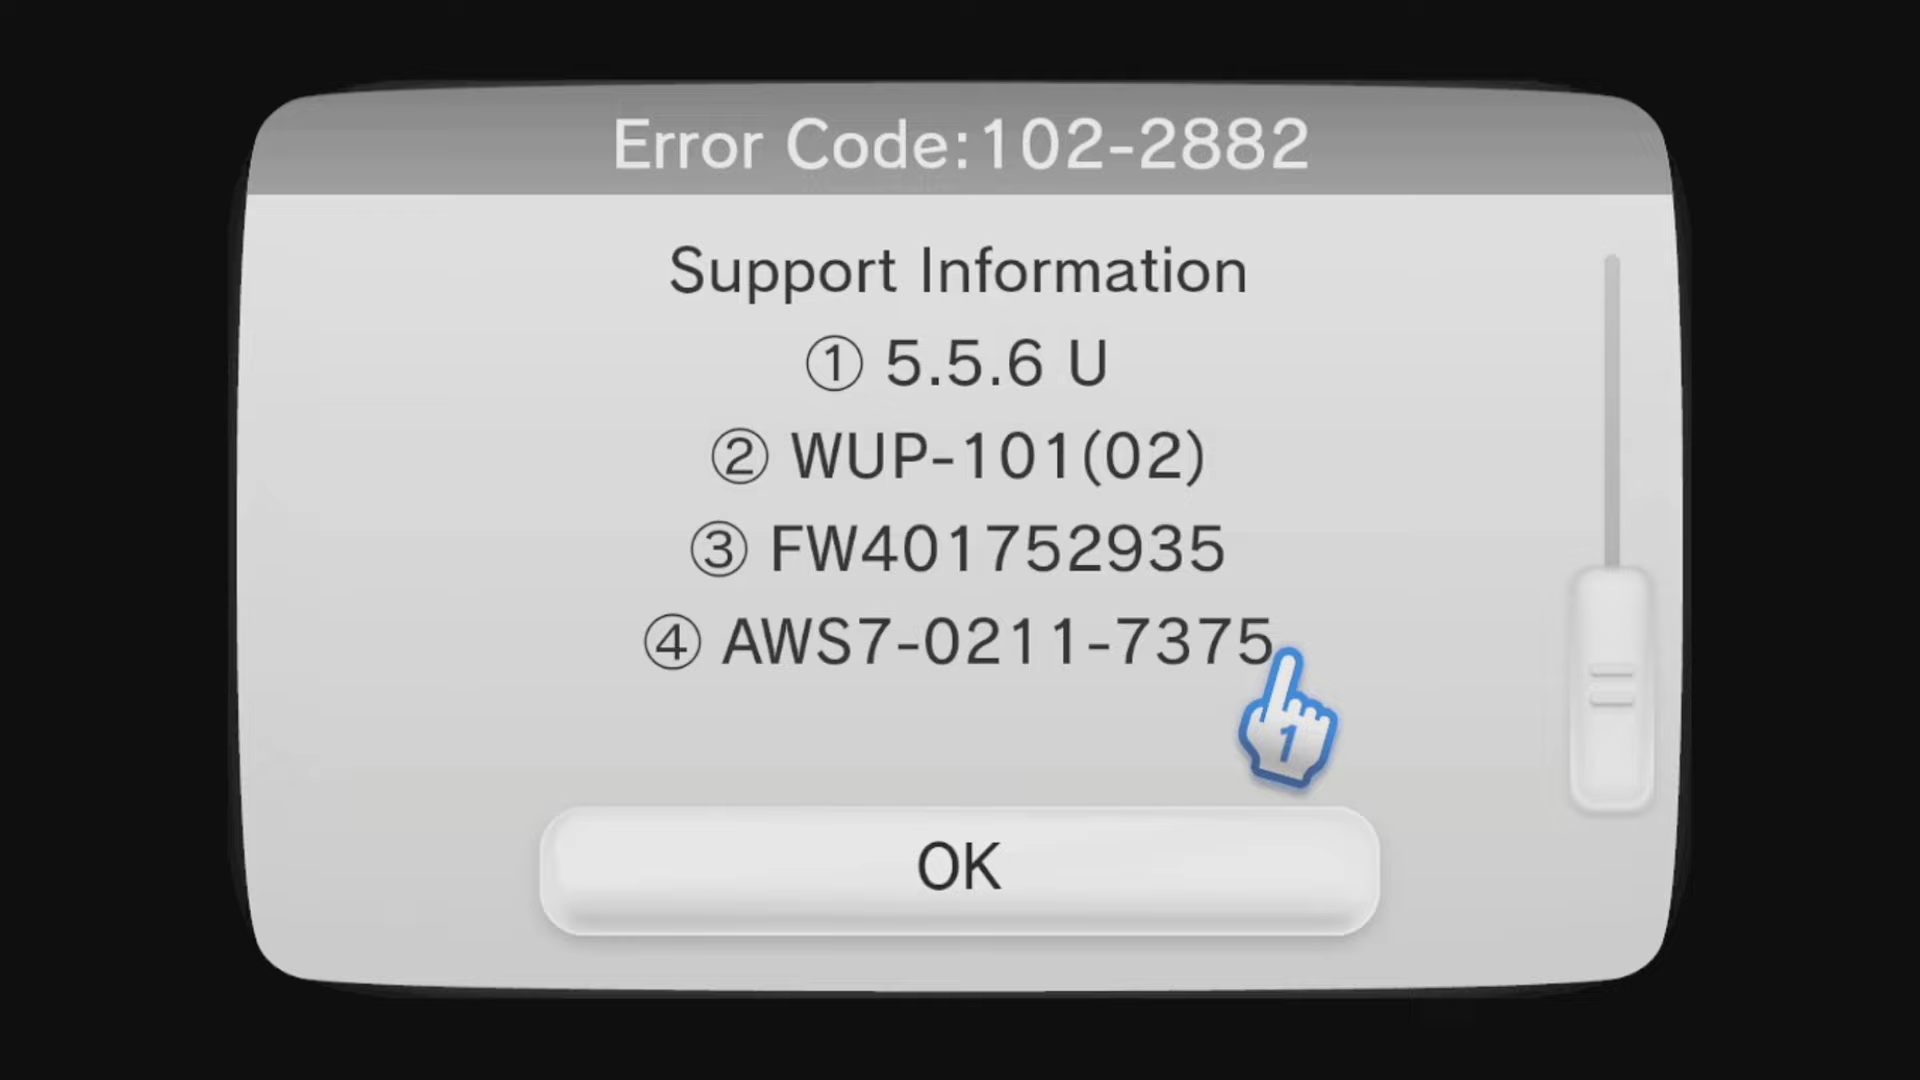 Error Code:102-2882
Support Information
① 5.5.6 U
② WUP-101(02)
③ FW401752935
④ AWS7-0211-7375
1
OK